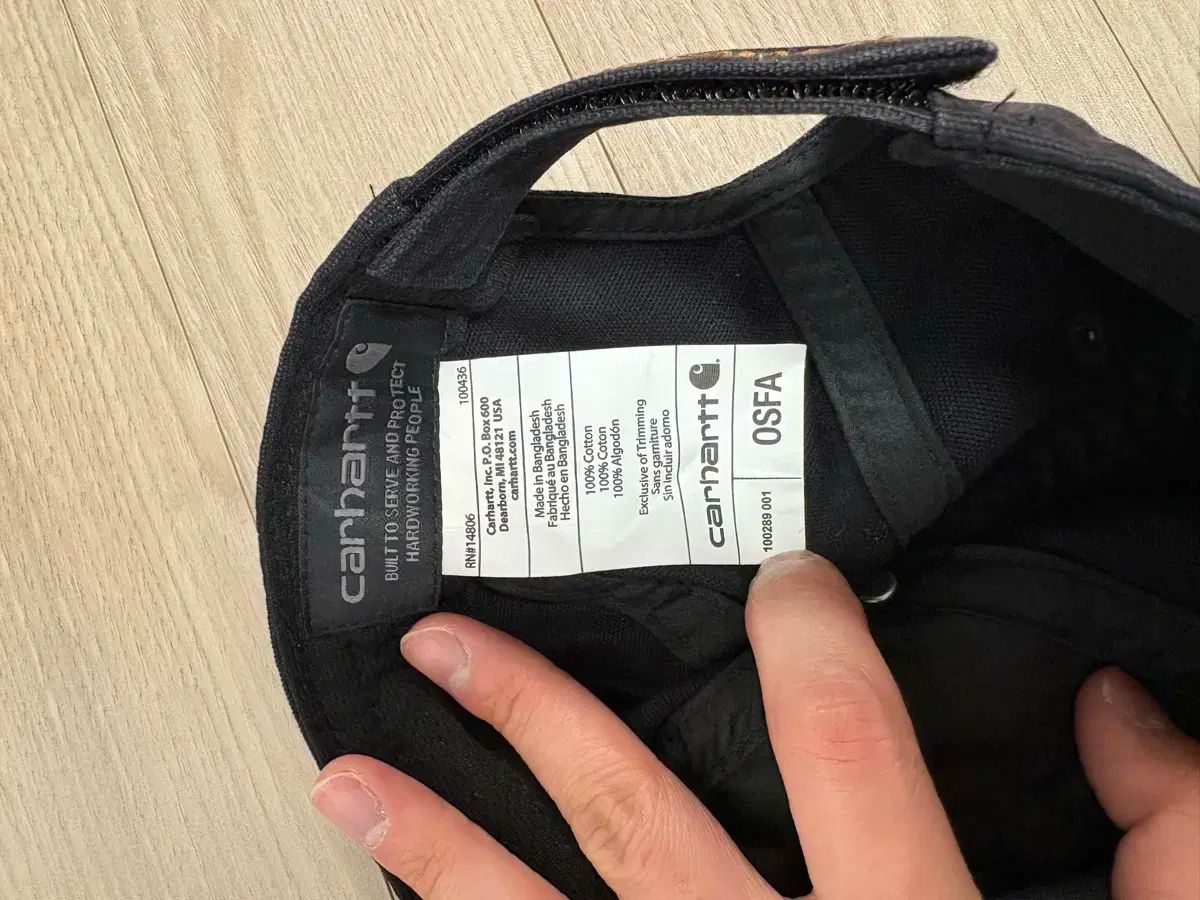 carhartt
BUILT TO SERVE AND PROTECT
HARDWORKING PEOPLE
RN#14806 100436
Carhartt, Inc. P.O. Box 600
Dearborn, MI 48121 USA
carhartt.com
Made in Bangladesh
Fabriqué au Bangladesh
Hecho en Bangladesh
100% Cotton
100% Coton
100% Algodón
Exclusive of Trimming
Sans garniture
Sin incluir adorno
carhartt
100289 001 OSFA